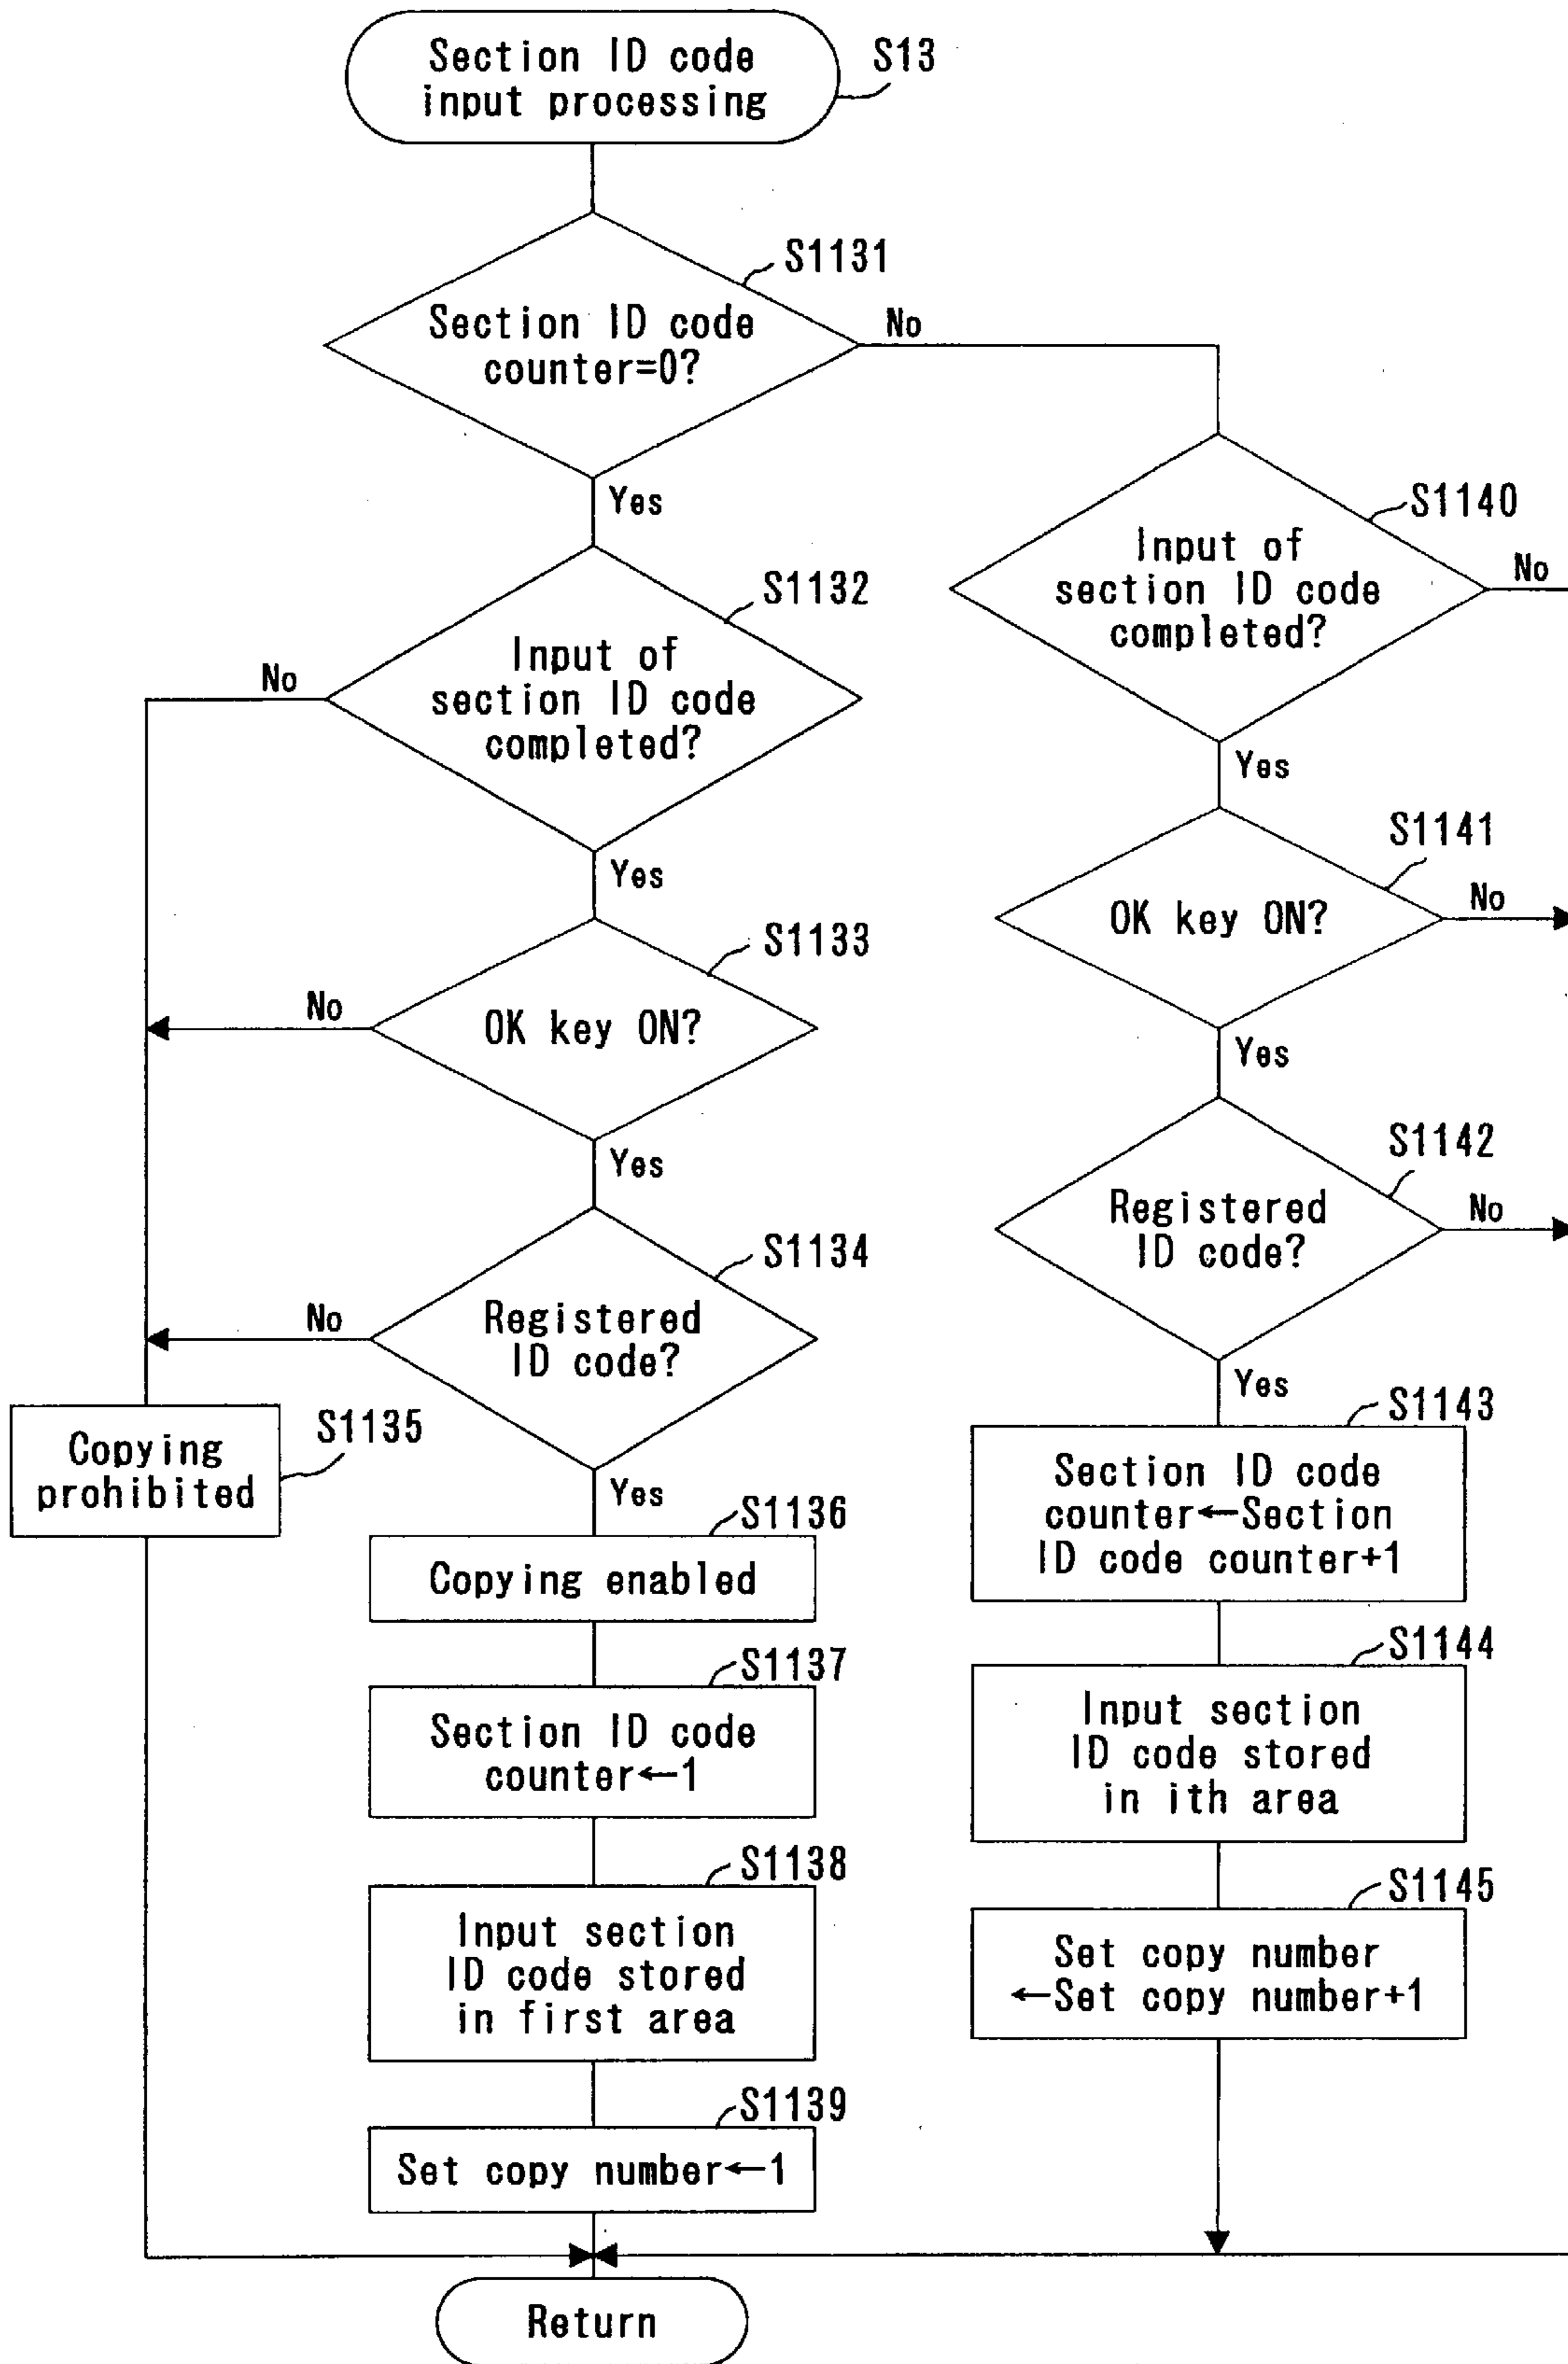 Section ID code
input processing
S13
S1131
Section ID code
counter=0?
No
Yes
S1132
Input of
section ID code
completed?
No
Yes
S1133
OK key ON?
No
Yes
S1134
Registered
ID code?
No
Yes
Copying
prohibited
S1135
S1136
Copying enabled
S1137
Section ID code
counter←1
S1138
Input section
ID code stored
in first area
S1139
Set copy number←1
S1140
Input of
section ID code
completed?
No
Yes
S1141
OK key ON?
No
Yes
S1142
Registered
ID code?
No
Yes
S1143
Section ID code
counter←Section
ID code counter+1
S1144
Input section
ID code stored
in ith area
S1145
Set copy number
←Set copy number+1
Return